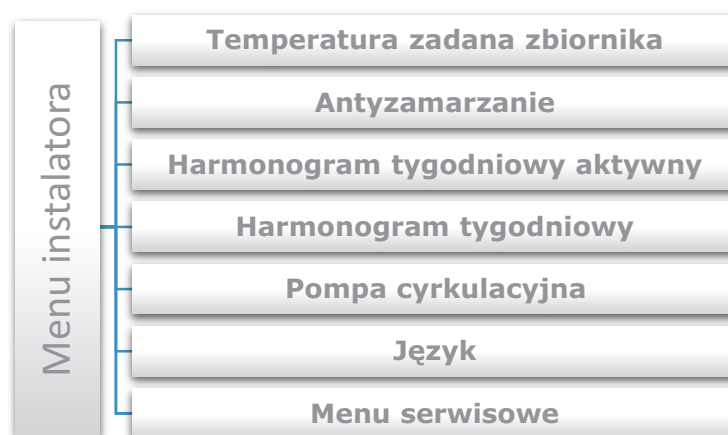 Menu instalatora
Temperatura zadana zbiornika
Antyzamarzanie
Harmonogram tygodniowy aktywny
Harmonogram tygodniowy
Pompa cyrkulacyjna
Język
Menu serwisowe